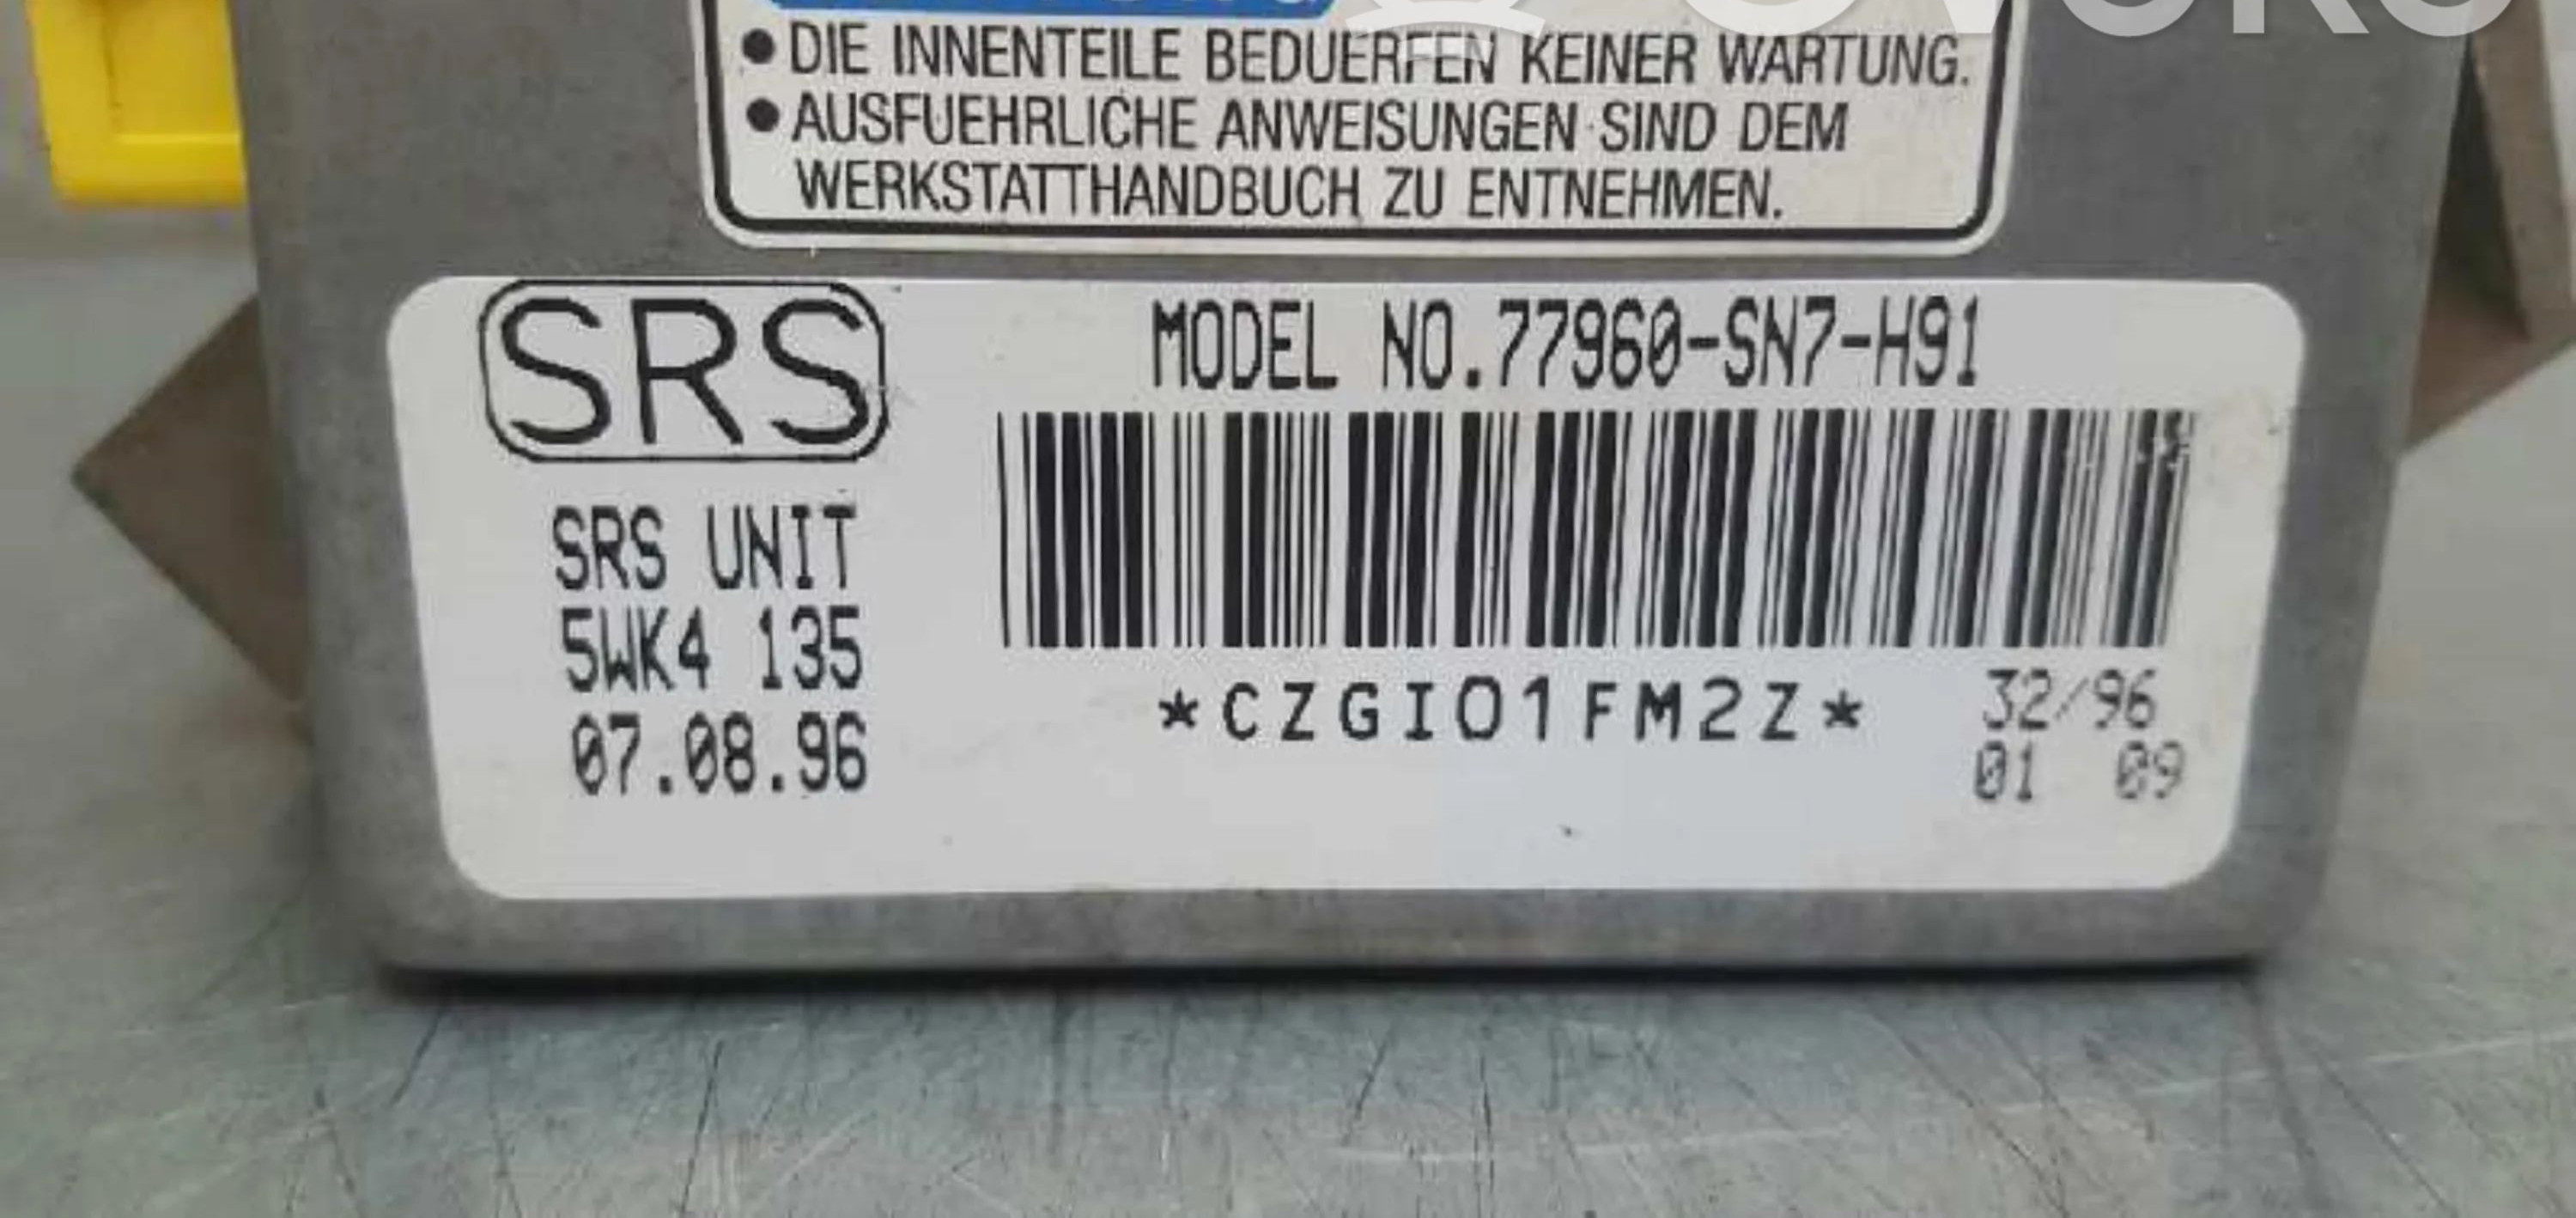 • DIE INNENTEILE BEDUERFEN KEINER WARTUNG.
• AUSFUEHRLICHE ANWEISUNGEN SIND DEM
WERKSTATTHANDBUCH ZU ENTNEHMEN.
SRS
MODEL NO.77960-SN7-H91
SRS UNIT
5WK4 135
07.08.96
*CZGI01FM2Z*
32/96
01 09